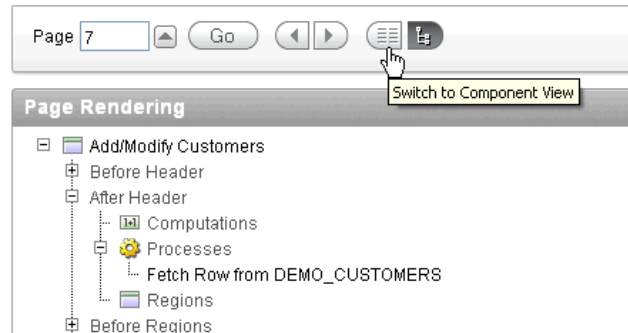 Page 7 Go
Switch to Component View
Page Rendering
Add/Modify Customers
Before Header
After Header
Computations
Processes
Fetch Row from DEMO_CUSTOMERS
Regions
Before Regions